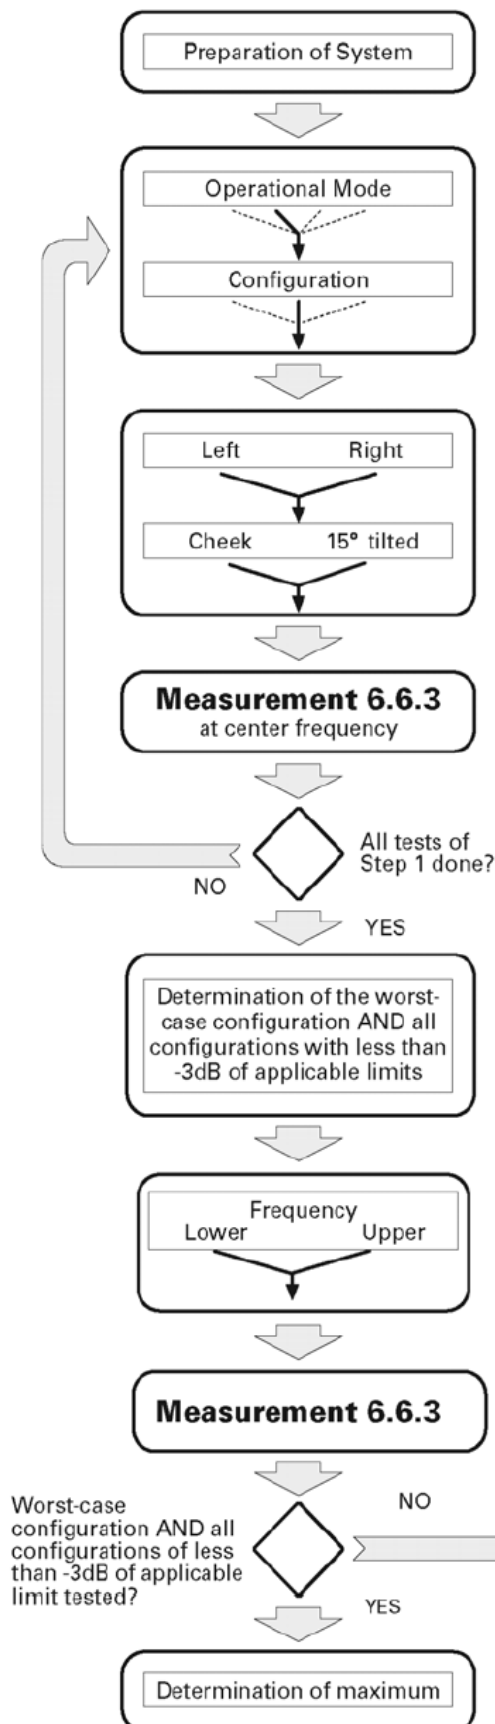 Preparation of System
Operational Mode
Configuration
Left Right
Cheek 15° tilted
Measurement 6.6.3
at center frequency
All tests of
Step 1 done?
NO
YES
Determination of the worst-
case configuration AND all
configurations with less than
-3dB of applicable limits
Frequency
Lower Upper
Measurement 6.6.3
Worst-case
configuration AND all
configurations of less
than -3dB of applicable
limit tested?
NO
YES
Determination of maximum